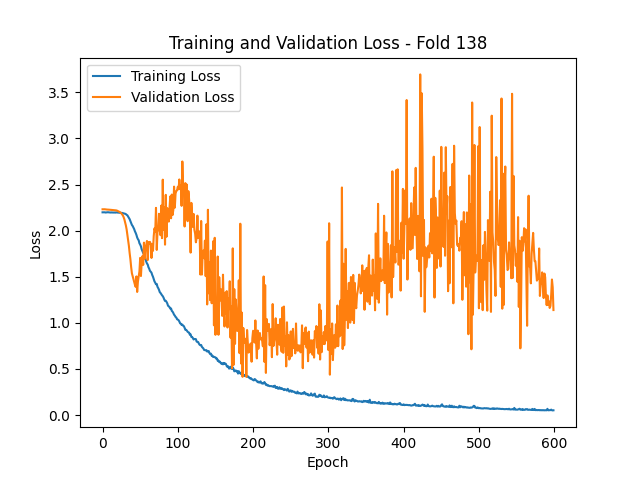 Training and Validation Loss - Fold 138
Training Loss
Validation Loss
3.5
3.0
2.5
2.0
1.5
1.0
0.5
0.0
Loss
0 100 200 300 400 500 600
Epoch